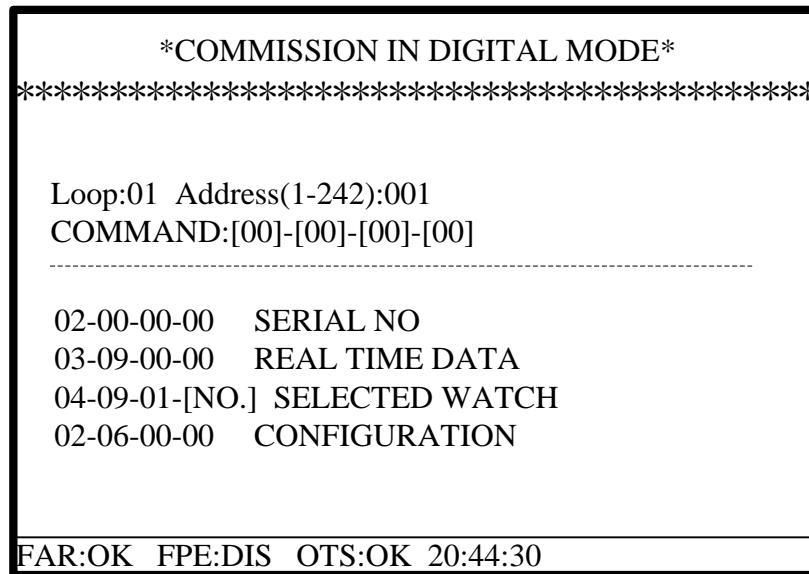 *COMMISSION IN DIGITAL MODE*
*******************************************
Loop:01 Address(1-242):001
COMMAND:[00]-[00]-[00]-[00]
02-00-00-00 SERIAL NO
03-09-00-00 REAL TIME DATA
04-09-01-[NO.] SELECTED WATCH
02-06-00-00 CONFIGURATION
FAR:OK FPE:DIS OTS:OK 20:44:30